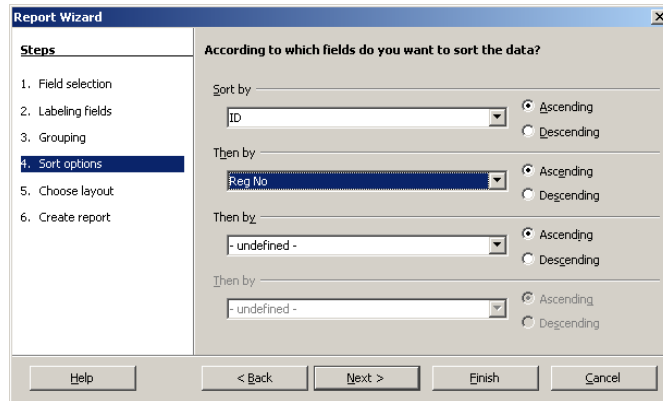 Report Wizard
Steps
1. Field selection
2. Labeling fields
3. Grouping
4. Sort options
5. Choose layout
6. Create report
According to which fields do you want to sort the data?
Sort by
ID
Ascending
Descending
Then by
Reg No
Ascending
Descending
Then by
- undefined -
Ascending
Descending
Then by
- undefined -
Ascending
Descending
Help
< Back
Next >
Finish
Cancel